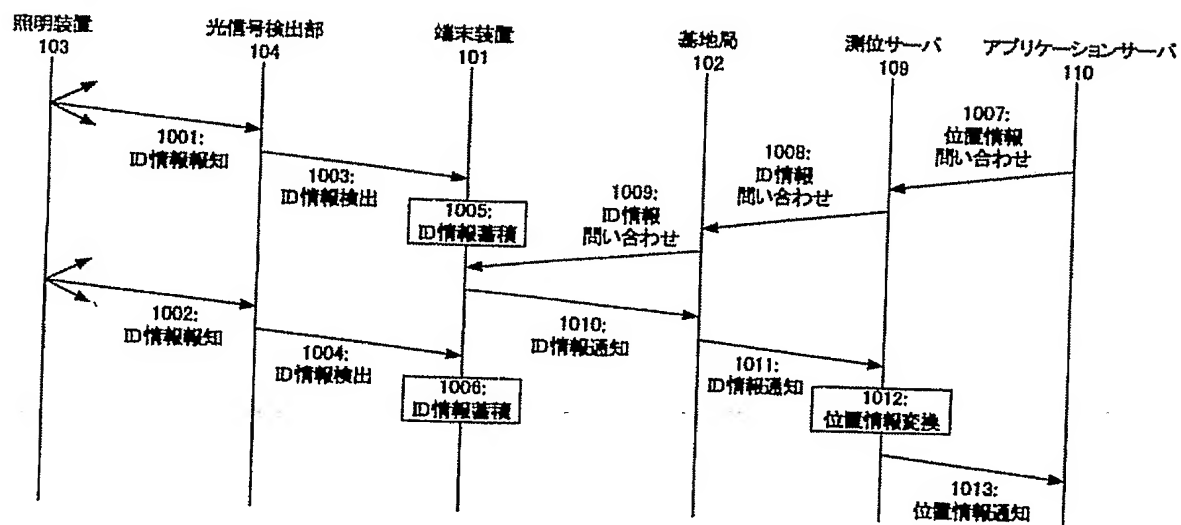 照明装置
103
光信号検出部
104
端末装置
101
基地局
102
測位サーバ
109
アプリケーションサーバ
110
1001:
ID情報報知
1003:
ID情報検出
1005:
ID情報蓄積
1007:
位置情報
問い合わせ
1008:
ID情報
問い合わせ
1009:
ID情報
問い合わせ
1002:
ID情報報知
1004:
ID情報検出
1006:
ID情報蓄積
1010:
ID情報通知
1011:
ID情報通知
1012:
位置情報変換
1013:
位置情報通知